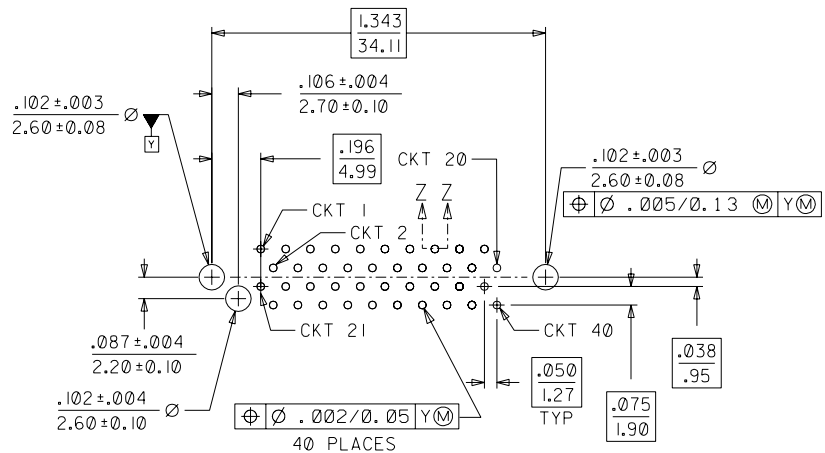 1.343
34.11
.106±.004
2.70±0.10
.102±.003 Ø
2.60±0.08
Y
.196
4.99
CKT 20
.102±.003 Ø
2.60±0.08
⌖ Ø .005/0.13 Ⓜ YⓂ
Z Z
CKT 1
CKT 2
CKT 21
CKT 40
.087±.004
2.20±0.10
.038
.95
.050
1.27
TYP
.075
1.90
.102±.004 Ø
2.60±0.10
⌖ Ø .002/0.05 YⓂ
40 PLACES